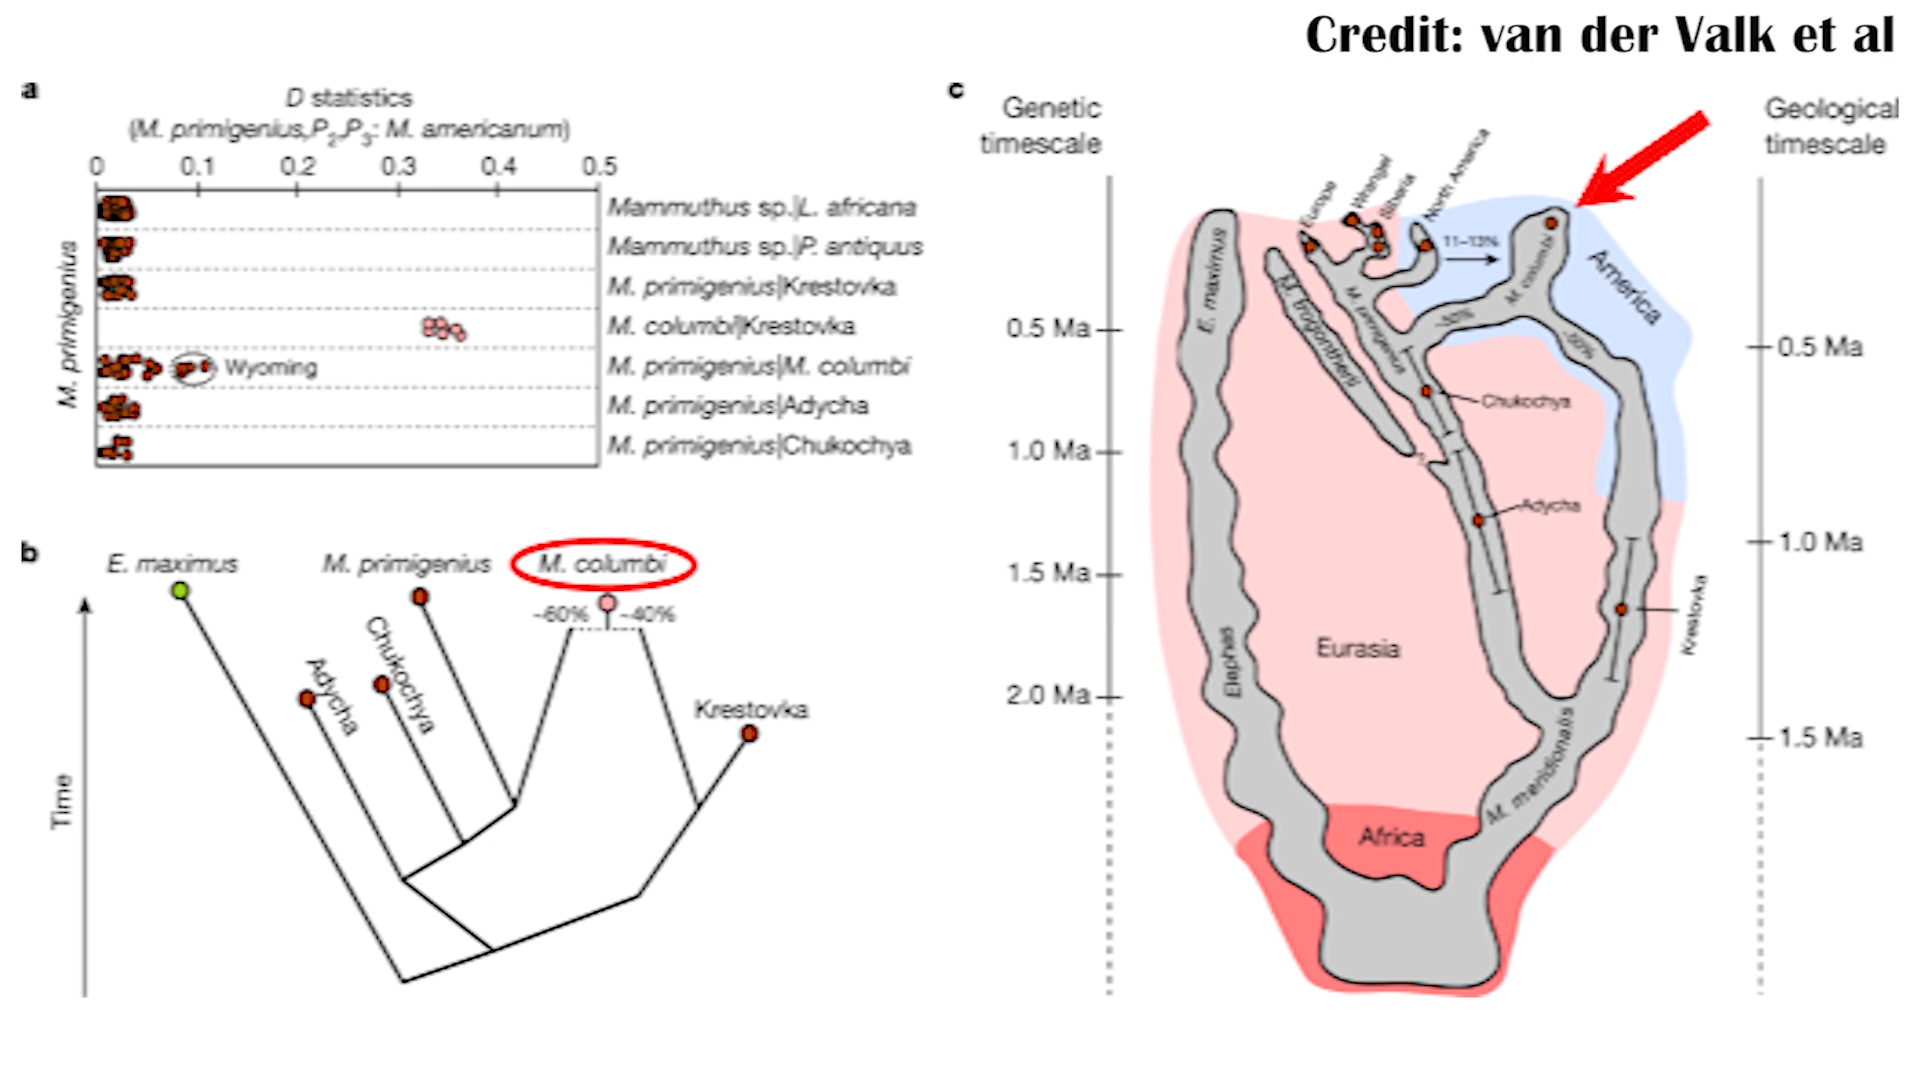 Credit: van der Valk et al
a
D statistics
(M. primigenius,P2,P3: M. americanum)
0 0.1 0.2 0.3 0.4 0.5
M. primigenius
Mammuthus sp.|L. africana
Mammuthus sp.|P. antiquus
M. primigenius|Krestovka
M. columbi|Krestovka
Wyoming
M. primigenius|M. columbi
M. primigenius|Adycha
M. primigenius|Chukochya
b
E. maximus
M. primigenius
M. columbi
~60%
~40%
Chukochya
Adycha
Krestovka
Time
c
Genetic
timescale
0.5 Ma
1.0 Ma
1.5 Ma
2.0 Ma
Europe
Wrangel
Siberia
North America
11–13%
America
E. maximus
M. trogontherii
M. primigenius
M. columbi
Chukochya
Adycha
Krestovka
Eurasia
Elephas
M. meridionalis
Africa
Geological
timescale
0.5 Ma
1.0 Ma
1.5 Ma